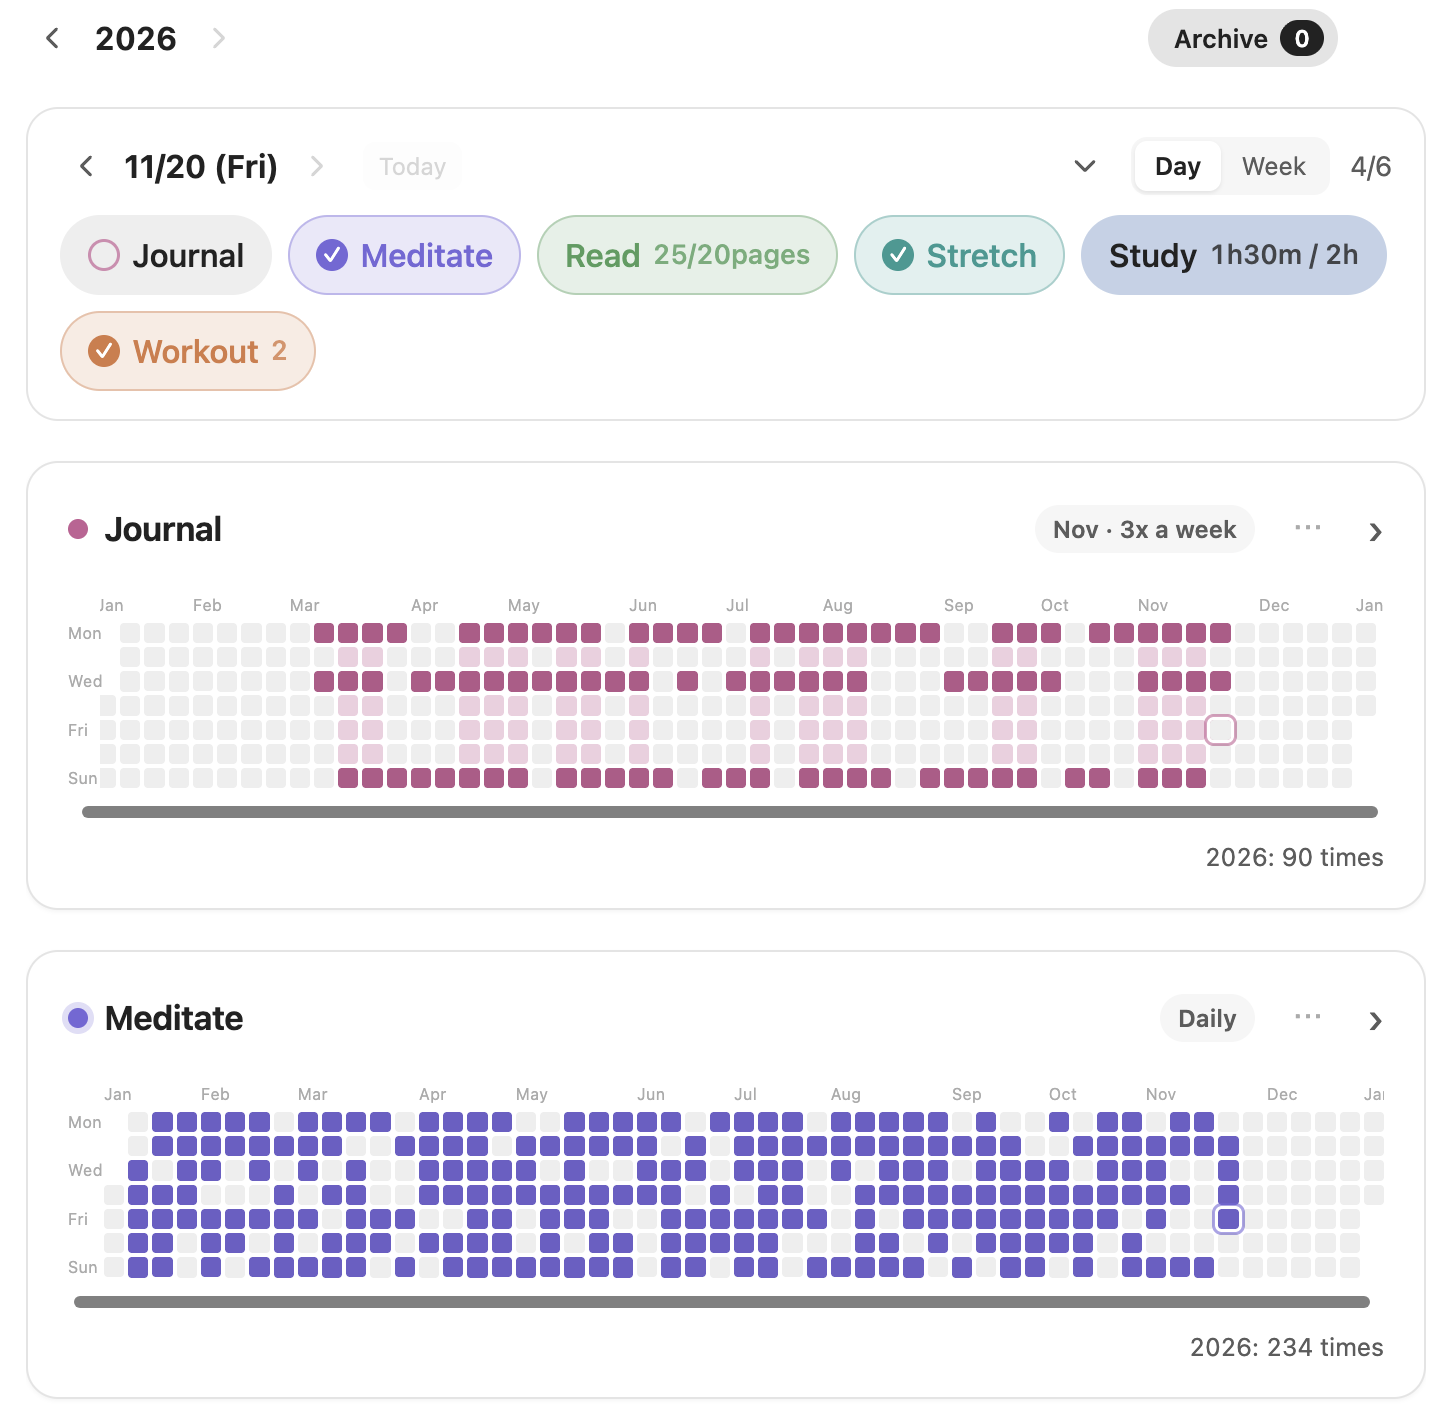 2026 Archive 0
11/20 (Fri) Today Day Week 4/6
Journal Meditate Read 25/20pages Stretch Study 1h30m / 2h
Workout 2
Journal Nov · 3x a week ...
Jan Feb Mar Apr May Jun Jul Aug Sep Oct Nov Dec Jan
Mon
Wed
Fri
Sun
2026: 90 times
Meditate Daily ...
Jan Feb Mar Apr May Jun Jul Aug Sep Oct Nov Dec Jan
Mon
Wed
Fri
Sun
2026: 234 times